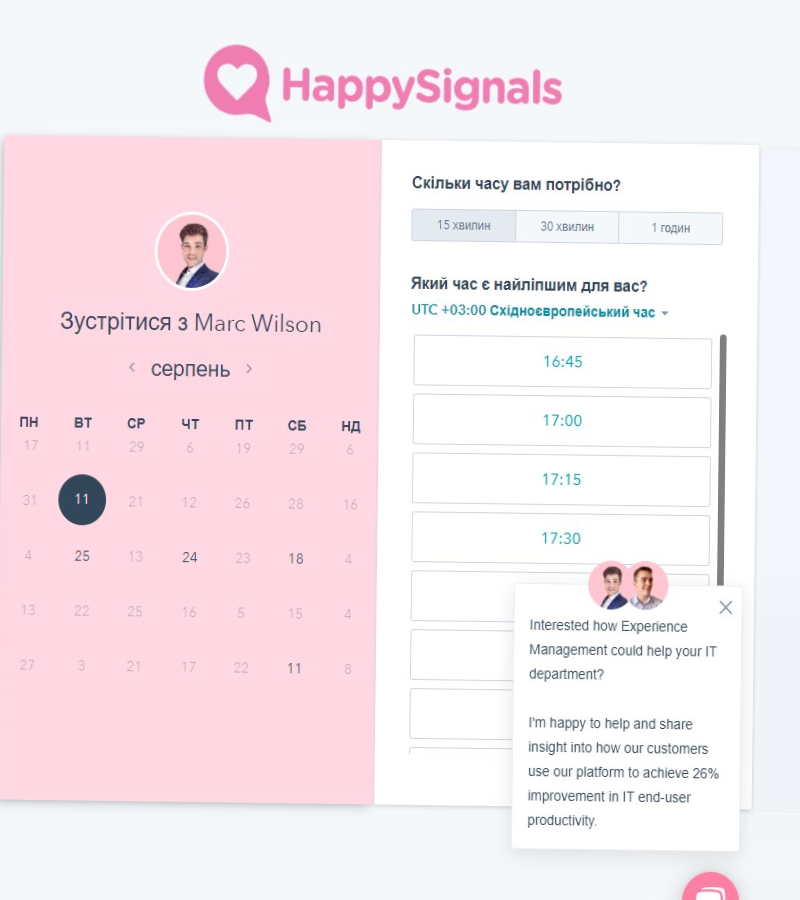 HappySignals
Зустрітися з Marc Wilson
серпень
ПН ВТ СР ЧТ ПТ СБ НД
17 11 29 6 19 29 6
31 11 21 12 26 28 16
4 25 13 24 23 18 4
13 22 25 16 5 15 4
27 3 21 17 22 11 8
Скільки часу вам потрібно?
15 хвилин 30 хвилин 1 годин
Який час є найліпшим для вас?
UTC +03:00 Східноєвропейський час
16:45
17:00
17:15
17:30
Interested how Experience
Management could help your IT
department?
I'm happy to help and share
insight into how our customers
use our platform to achieve 26%
improvement in IT end-user
productivity.